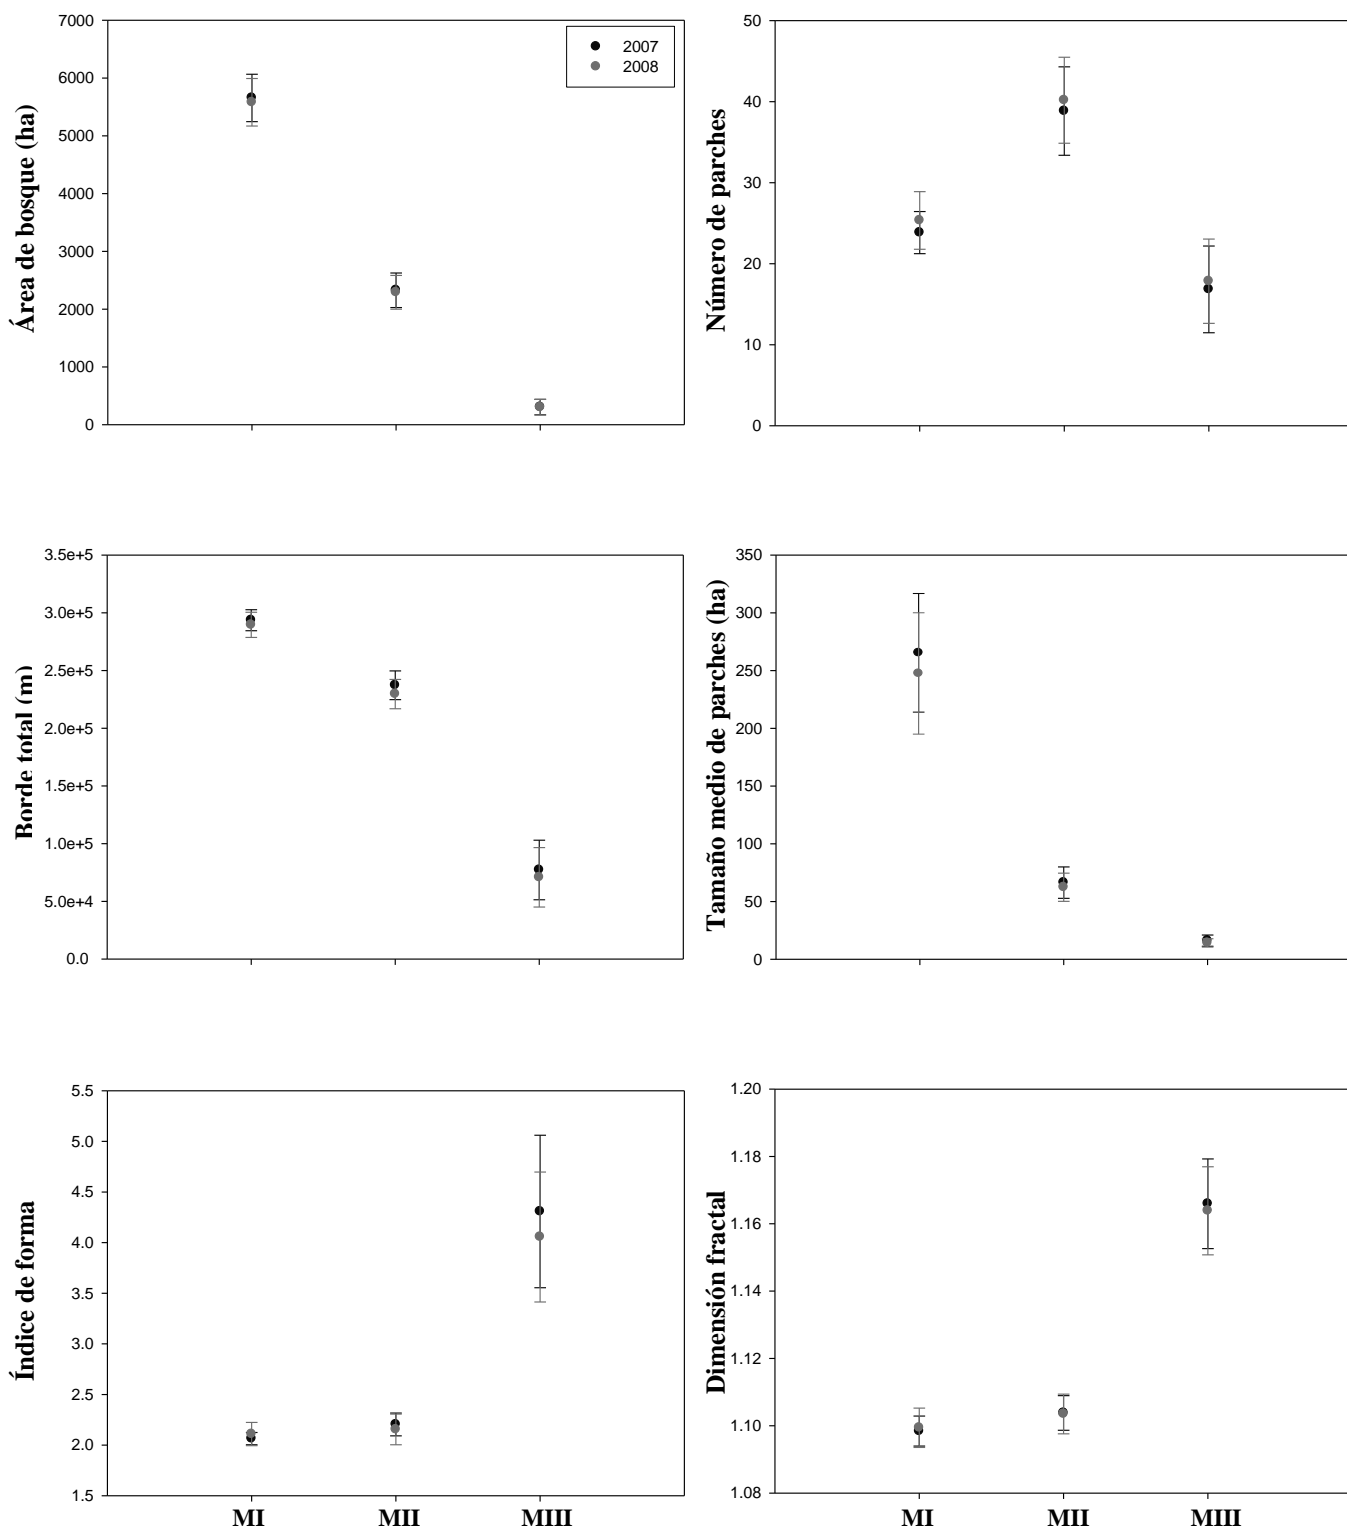 Área de bosque (ha)
7000
6000
5000
4000
3000
2000
1000
0
2007
2008
Número de parches
50
40
30
20
10
0
Borde total (m)
3.5e+5
3.0e+5
2.5e+5
2.0e+5
1.5e+5
1.0e+5
5.0e+4
0.0
Tamaño medio de parches (ha)
350
300
250
200
150
100
50
0
Índice de forma
5.5
5.0
4.5
4.0
3.5
3.0
2.5
2.0
1.5
MI MII MIII
Dimensión fractal
1.20
1.18
1.16
1.14
1.12
1.10
1.08
MI MII MIII